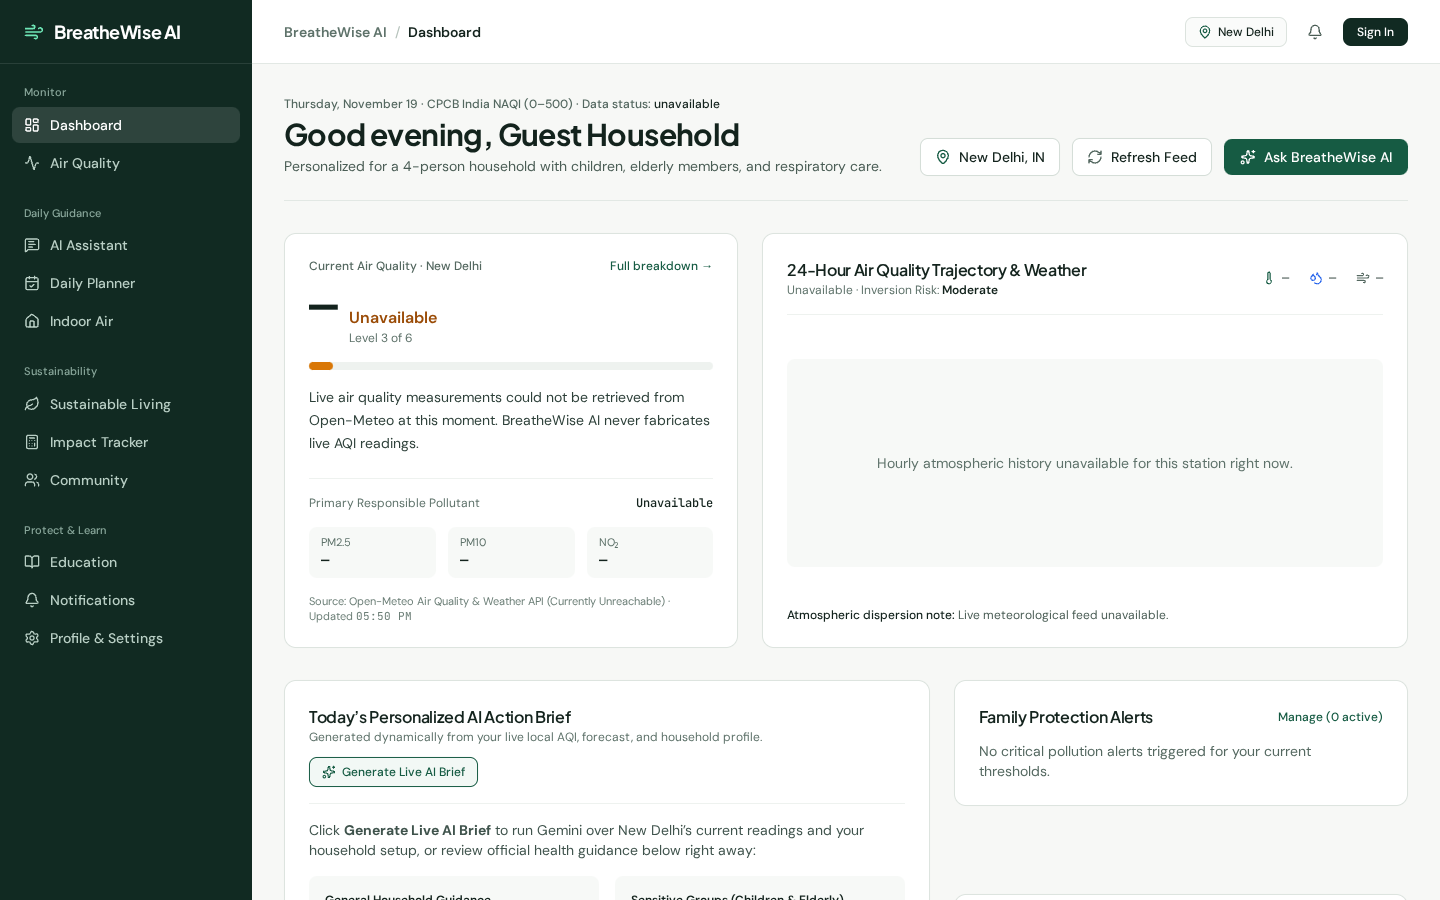 BreatheWise AI
Monitor
Dashboard
Air Quality
Daily Guidance
AI Assistant
Daily Planner
Indoor Air
Sustainability
Sustainable Living
Impact Tracker
Community
Protect & Learn
Education
Notifications
Profile & Settings
BreatheWise AI / Dashboard
New Delhi
Sign In
Thursday, November 19 · CPCB India NAQI (0–500) · Data status: unavailable
Good evening, Guest Household
Personalized for a 4-person household with children, elderly members, and respiratory care.
New Delhi, IN
Refresh Feed
Ask BreatheWise AI
Current Air Quality · New Delhi
Full breakdown →
—
Unavailable
Level 3 of 6
Live air quality measurements could not be retrieved from
Open-Meteo at this moment. BreatheWise AI never fabricates
live AQI readings.
Primary Responsible Pollutant
Unavailable
PM2.5
—
PM10
—
NO₂
—
Source: Open-Meteo Air Quality & Weather API (Currently Unreachable) ·
Updated 05:50 PM
24-Hour Air Quality Trajectory & Weather
Unavailable · Inversion Risk: Moderate
— — —
Hourly atmospheric history unavailable for this station right now.
Atmospheric dispersion note: Live meteorological feed unavailable.
Today's Personalized AI Action Brief
Generated dynamically from your live local AQI, forecast, and household profile.
Generate Live AI Brief
Click Generate Live AI Brief to run Gemini over New Delhi's current readings and your
household setup, or review official health guidance below right away:
General Household Guidance
Sensitive Groups (Children & Elderly)
Family Protection Alerts
Manage (0 active)
No critical pollution alerts triggered for your current
thresholds.